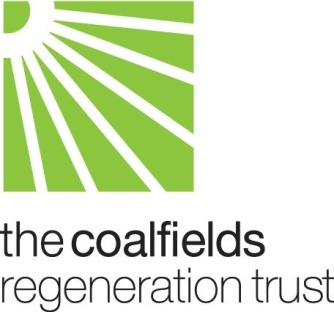 the coalfields
regeneration trust